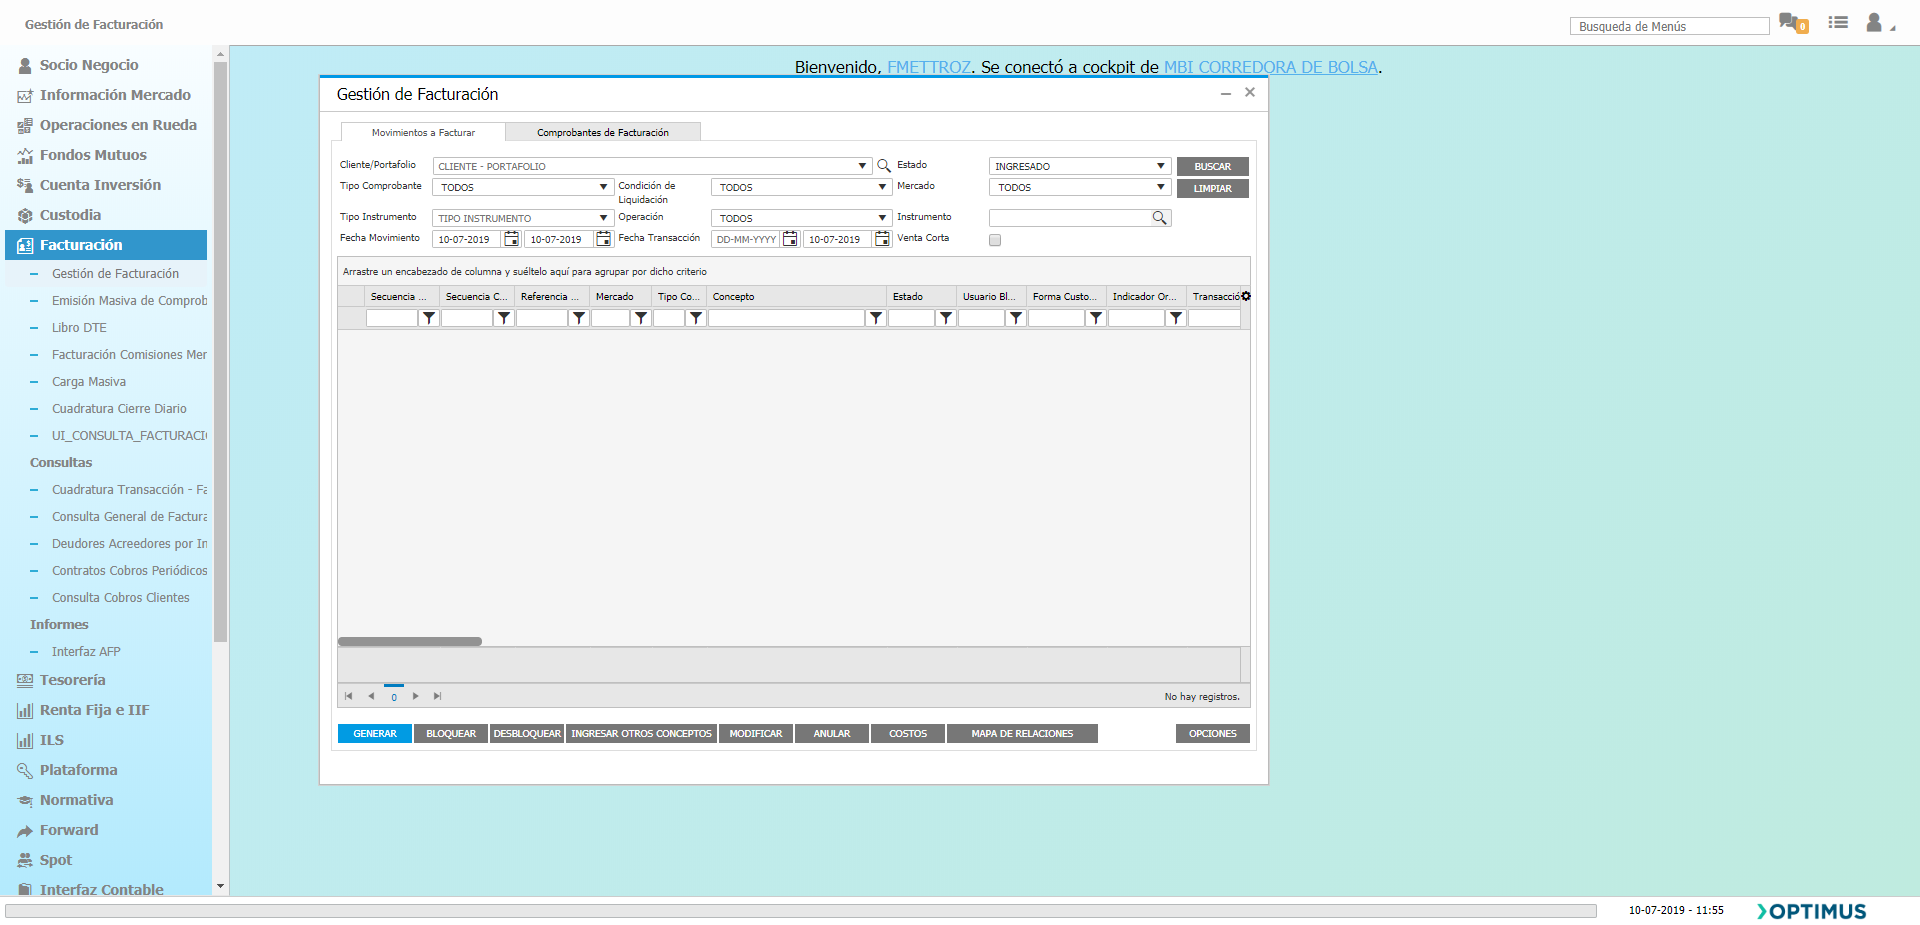 Gestión de Facturación
Busqueda de Menús
0
Socio Negocio
Información Mercado
Operaciones en Rueda
Fondos Mutuos
Cuenta Inversión
Custodia
Facturación
Gestión de Facturación
Emisión Masiva de Comprob
Libro DTE
Facturación Comisiones Mer
Carga Masiva
Cuadratura Cierre Diario
UI_CONSULTA_FACTURACI
Consultas
Cuadratura Transacción - Fa
Consulta General de Factura
Deudores Acreedores por In
Contratos Cobros Periódicos
Consulta Cobros Clientes
Informes
Interfaz AFP
Tesorería
Renta Fija e IIF
ILS
Plataforma
Normativa
Forward
Spot
Interfaz Contable
Bienvenido, FMETTROZ. Se conectó a cockpit de MBI CORREDORA DE BOLSA.
Gestión de Facturación
Movimientos a Facturar Comprobantes de Facturación
Cliente/Portafolio CLIENTE - PORTAFOLIO Estado INGRESADO BUSCAR
Tipo Comprobante TODOS Condición de Liquidación TODOS Mercado TODOS LIMPIAR
Tipo Instrumento TIPO INSTRUMENTO Operación TODOS Instrumento
Fecha Movimiento 10-07-2019 10-07-2019 Fecha Transacción DD-MM-YYYY 10-07-2019 Venta Corta
Arrastre un encabezado de columna y suéltelo aquí para agrupar por dicho criterio
Secuencia ... Secuencia C... Referencia ... Mercado Tipo Co... Concepto Estado Usuario Bl... Forma Custo... Indicador Or... Transacció
0
No hay registros.
GENERAR BLOQUEAR DESBLOQUEAR INGRESAR OTROS CONCEPTOS MODIFICAR ANULAR COSTOS MAPA DE RELACIONES OPCIONES
10-07-2019 - 11:55
OPTIMUS